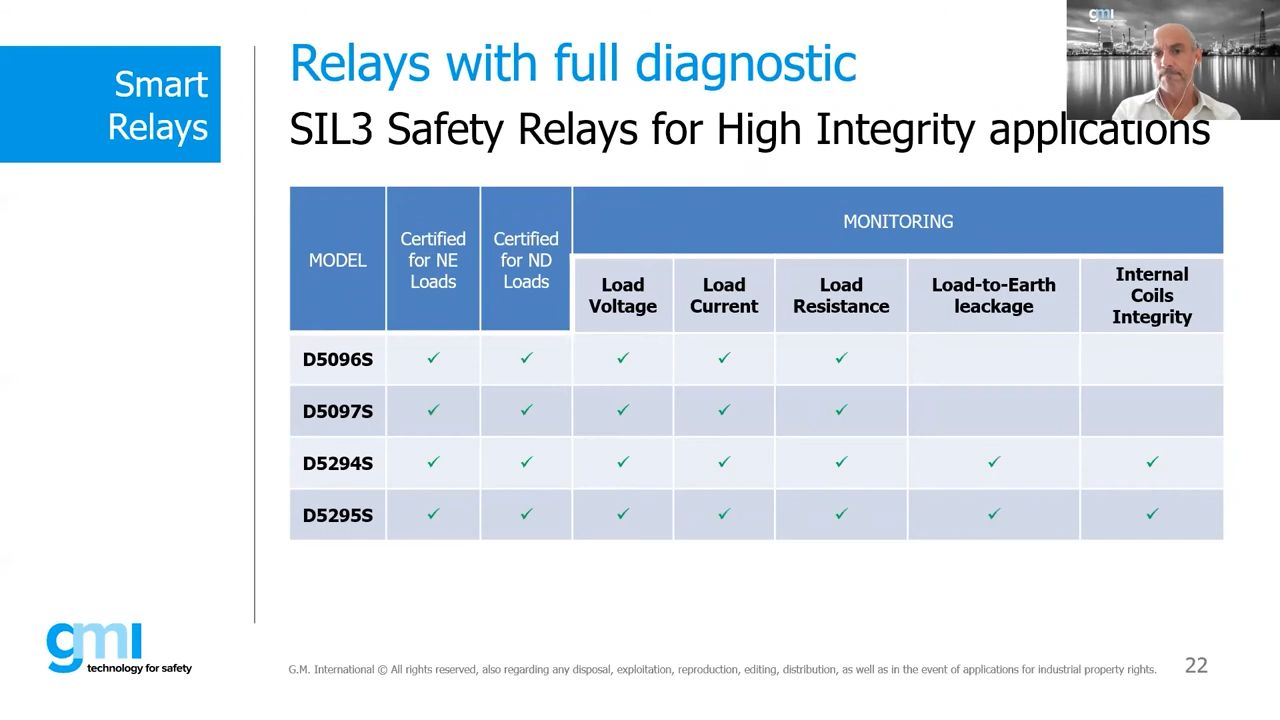 Smart
Relays
Relays with full diagnostic
SIL3 Safety Relays for High Integrity applications
gmi
MODEL
Certified
for NE
Loads
Certified
for ND
Loads
MONITORING
Load
Voltage
Load
Current
Load
Resistance
Load-to-Earth
leackage
Internal
Coils
Integrity
D5096S ✓ ✓ ✓ ✓ ✓
D5097S ✓ ✓ ✓ ✓ ✓
D5294S ✓ ✓ ✓ ✓ ✓ ✓ ✓
D5295S ✓ ✓ ✓ ✓ ✓ ✓ ✓
gmi
technology for safety
G.M. International © All rights reserved, also regarding any disposal, exploitation, reproduction, editing, distribution, as well as in the event of applications for industrial property rights.
22